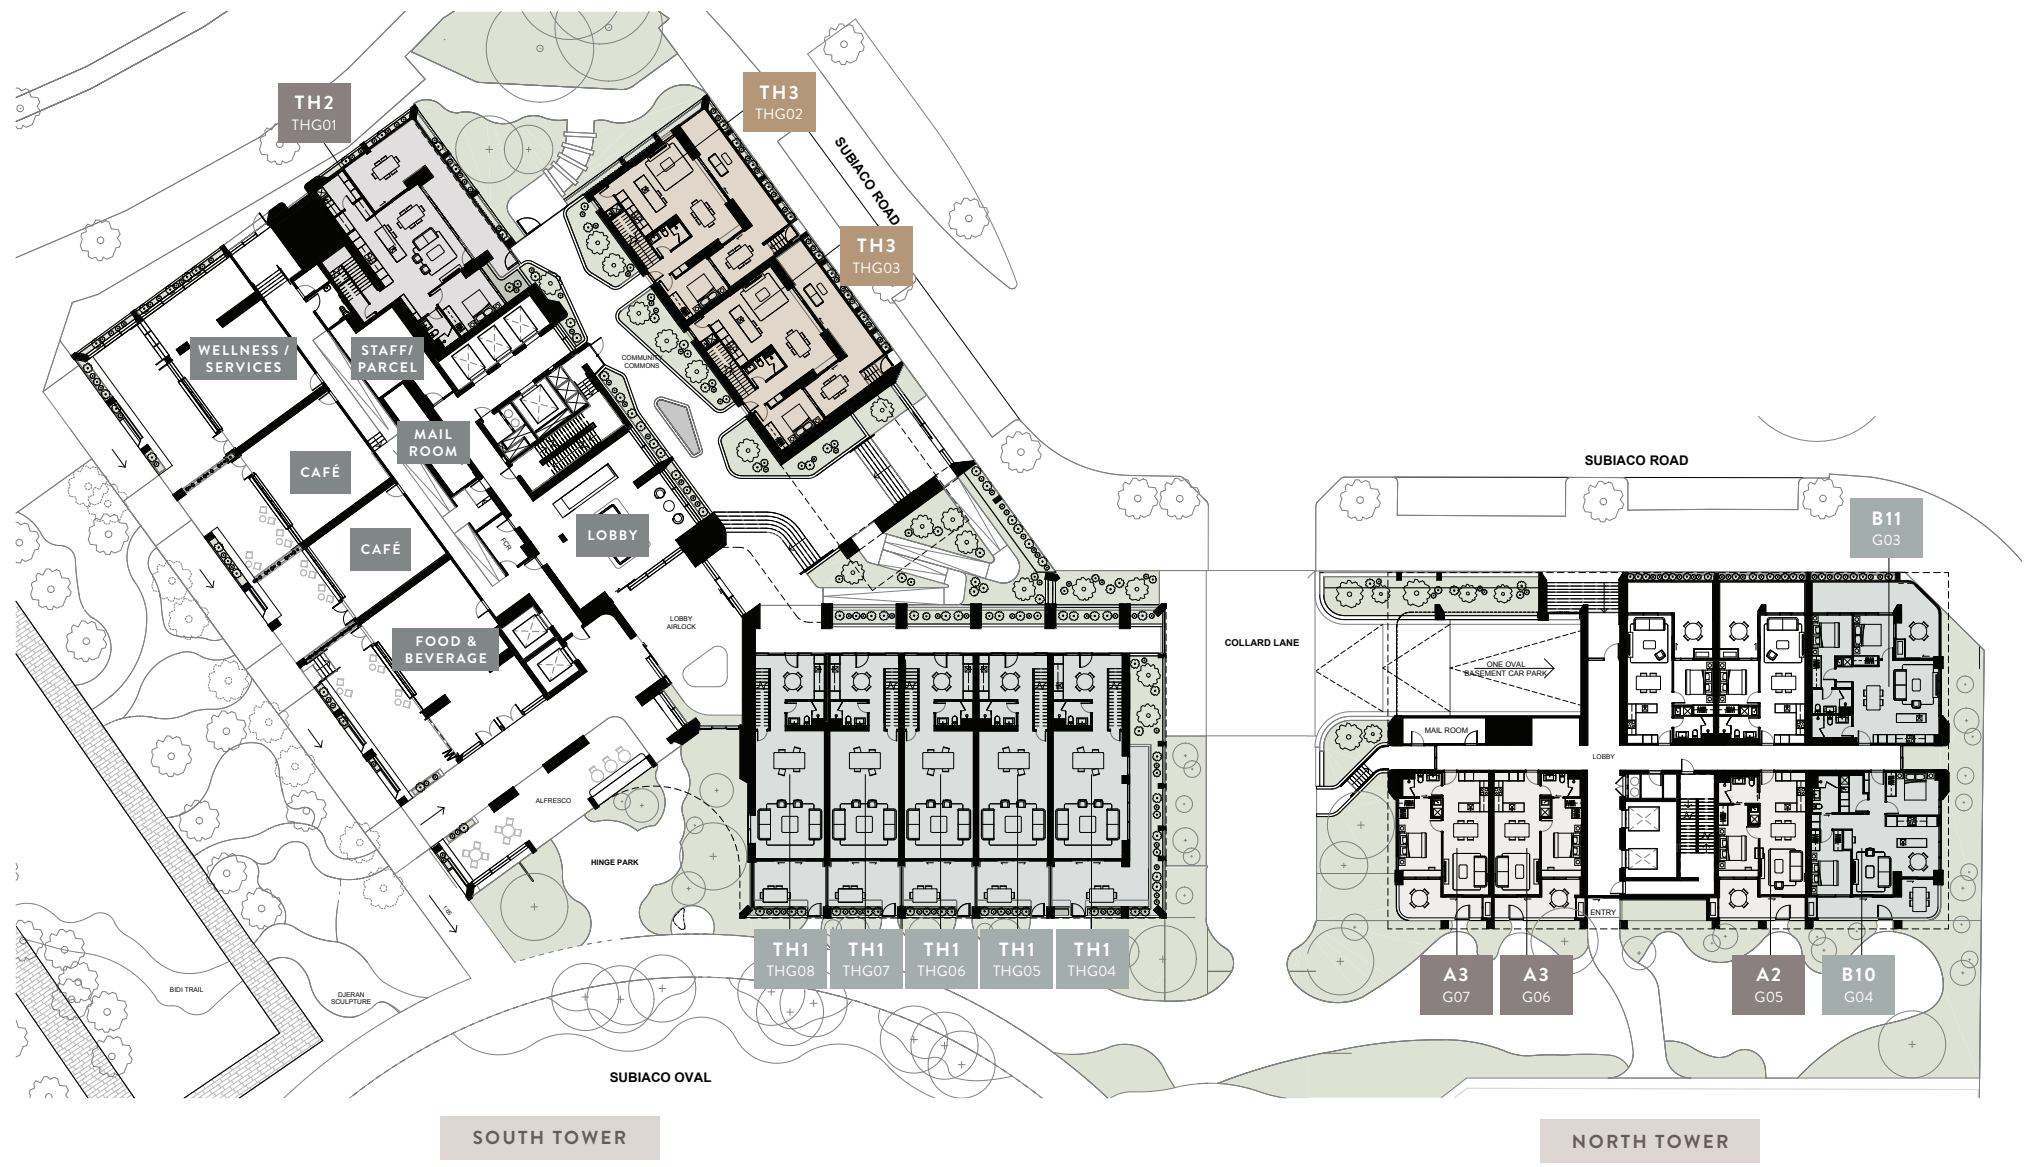 TH2
THG01
TH3
THG02
SUBIACO ROAD
TH3
THG03
WELLNESS /
SERVICES
STAFF/
PARCEL
COMMUNITY
COMMONS
MAIL
ROOM
CAFÉ
CAFÉ
FCR
LOBBY
FOOD &
BEVERAGE
LOBBY
AIRLOCK
ALFRESCO
HINGE PARK
1:66
BIDI TRAIL
DJERAN
SCULPTURE
TH1
THG08
TH1
THG07
TH1
THG06
TH1
THG05
TH1
THG04
SUBIACO OVAL
SOUTH TOWER
COLLARD LANE
SUBIACO ROAD
B11
G03
ONE OVAL
BASEMENT CAR PARK
MAIL ROOM
LOBBY
ENTRY
A3
G07
A3
G06
A2
G05
B10
G04
NORTH TOWER